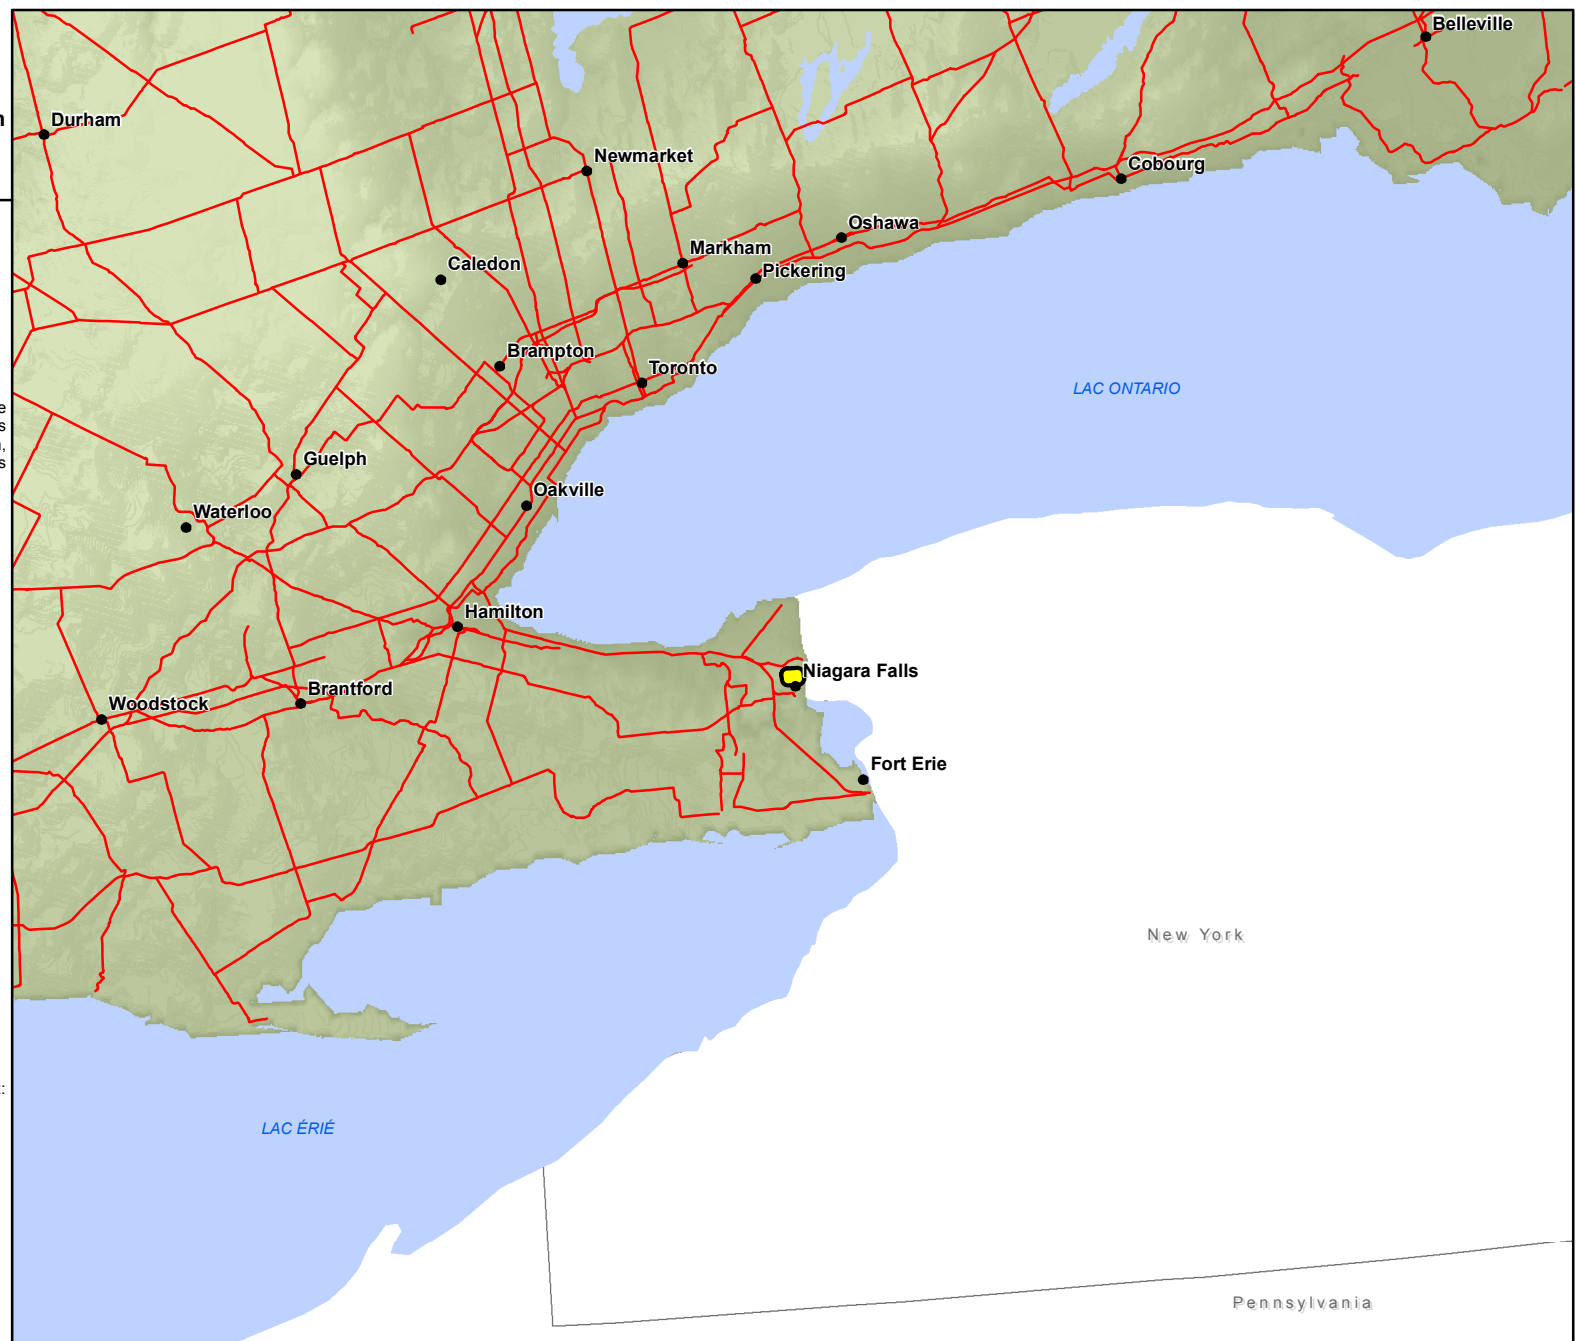 Belleville
Durham
Newmarket
Cobourg
Oshawa
Markham
Caledon
Pickering
Brampton
Toronto
LAC ONTARIO
Guelph
Oakville
Waterloo
Hamilton
Niagara Falls
Brantford
Woodstock
Fort Erie
New York
LAC ÉRIÉ
Pennsylvania